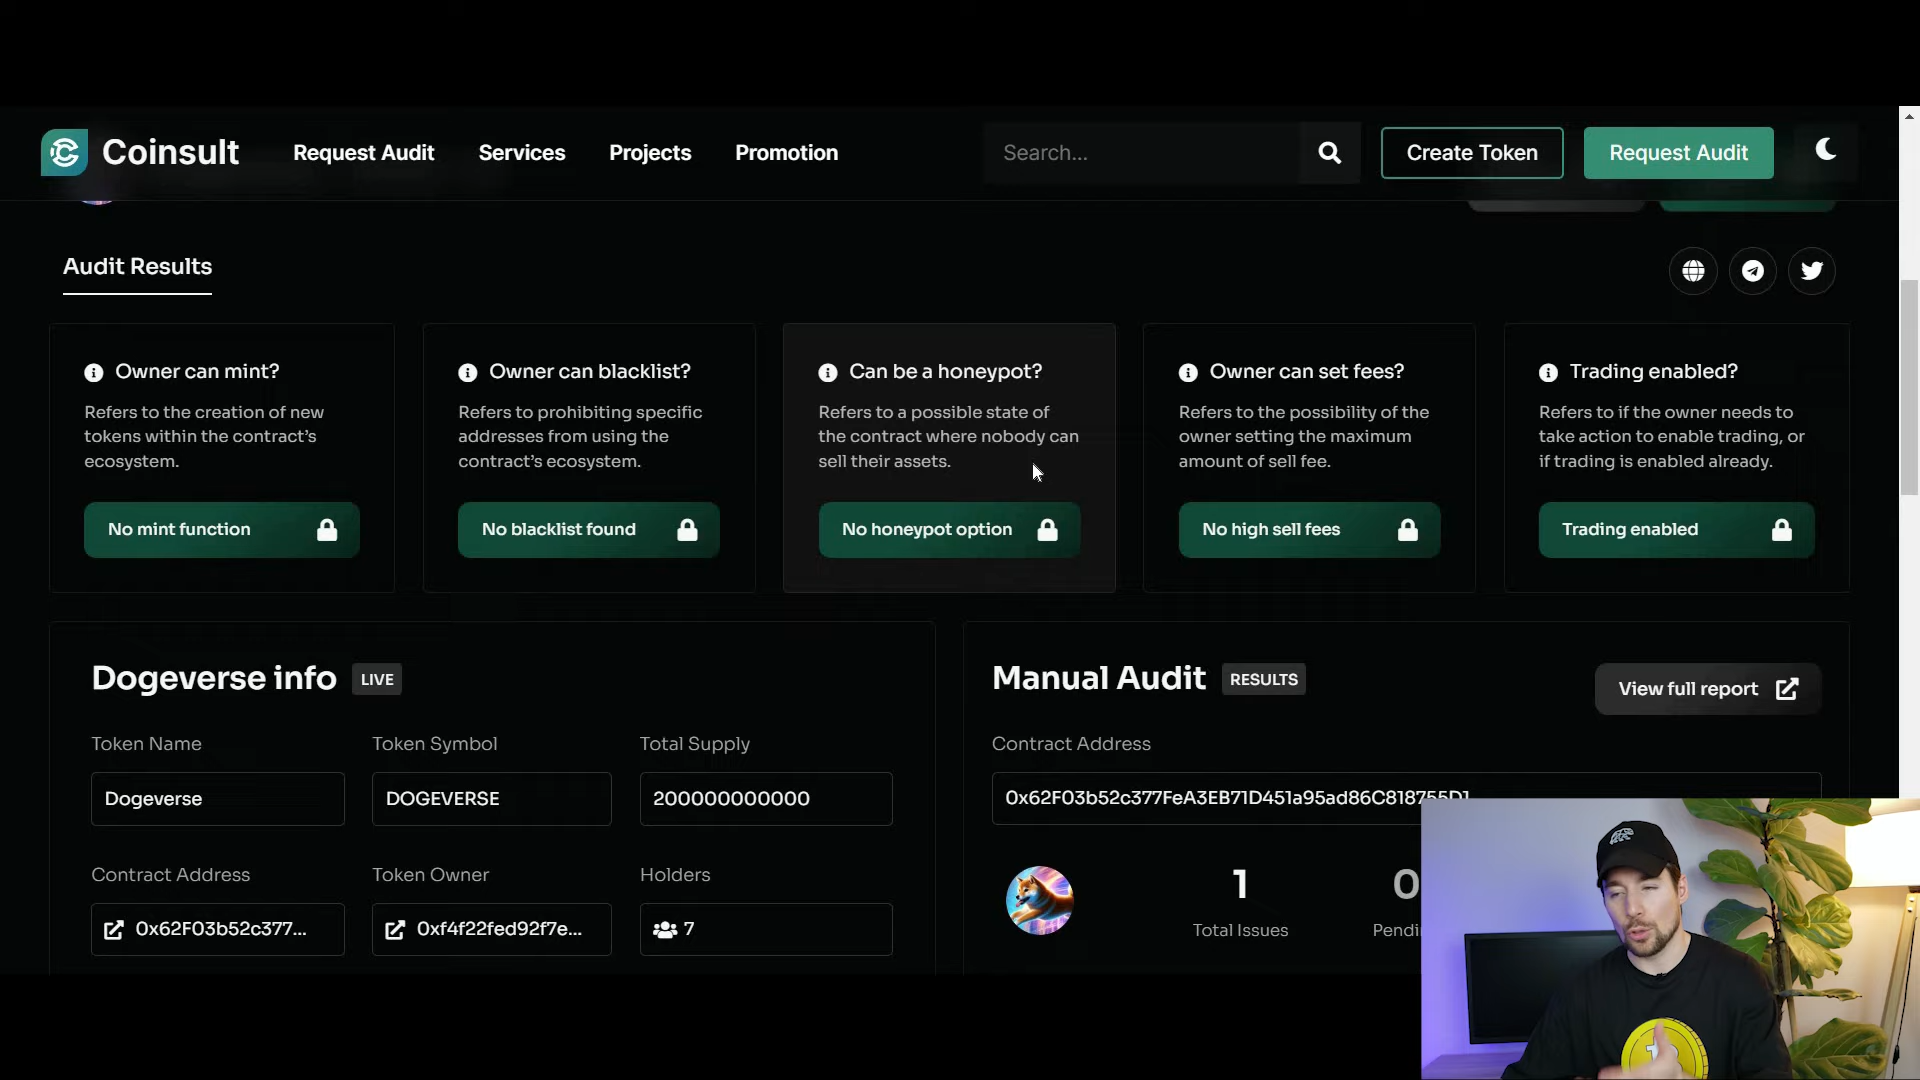 Coinsult
Request Audit
Services
Projects
Promotion
Search...
Create Token
Request Audit
Audit Results
Owner can mint?
Refers to the creation of new
tokens within the contract's
ecosystem.
No mint function
Owner can blacklist?
Refers to prohibiting specific
addresses from using the
contract's ecosystem.
No blacklist found
Can be a honeypot?
Refers to a possible state of
the contract where nobody can
sell their assets.
No honeypot option
Owner can set fees?
Refers to the possibility of the
owner setting the maximum
amount of sell fee.
No high sell fees
Trading enabled?
Refers to if the owner needs to
take action to enable trading, or
if trading is enabled already.
Trading enabled
Dogeverse info LIVE
Token Name
Dogeverse
Token Symbol
DOGEVERSE
Total Supply
200000000000
Contract Address
0x62F03b52c377...
Token Owner
0xf4f22fed92f7e...
Holders
7
Manual Audit RESULTS
View full report
Contract Address
0x62F03b52c377FeA3EB71D451a95ad86C818755D1
1
Total Issues
0